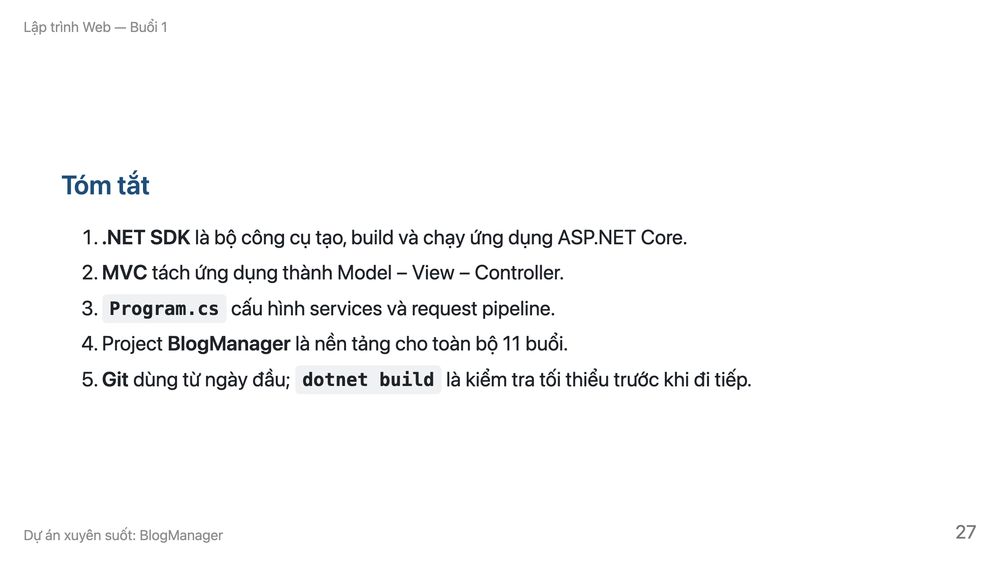 Lập trình Web — Buổi 1
Tóm tắt
1. .NET SDK là bộ công cụ tạo, build và chạy ứng dụng ASP.NET Core.
2. MVC tách ứng dụng thành Model – View – Controller.
3. Program.cs cấu hình services và request pipeline.
4. Project BlogManager là nền tảng cho toàn bộ 11 buổi.
5. Git dùng từ ngày đầu; dotnet build là kiểm tra tối thiểu trước khi đi tiếp.
Dự án xuyên suốt: BlogManager
27